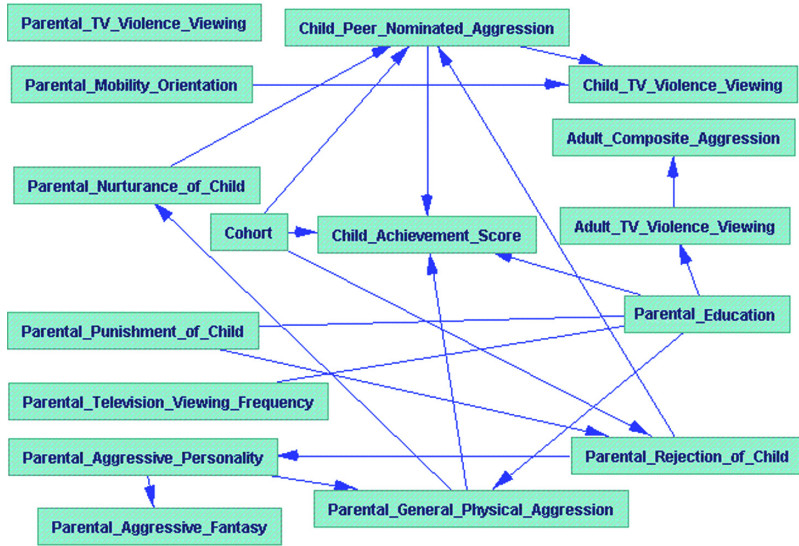 Parental_TV_Violence_Viewing
Child_Peer_Nominated_Aggression
Parental_Mobility_Orientation
Child_TV_Violence_Viewing
Adult_Composite_Aggression
Parental_Nurturance_of_Child
Cohort
Child_Achievement_Score
Adult_TV_Violence_Viewing
Parental_Education
Parental_Punishment_of_Child
Parental_Television_Viewing_Frequency
Parental_Aggressive_Personality
Parental_Rejection_of_Child
Parental_General_Physical_Aggression
Parental_Aggressive_Fantasy